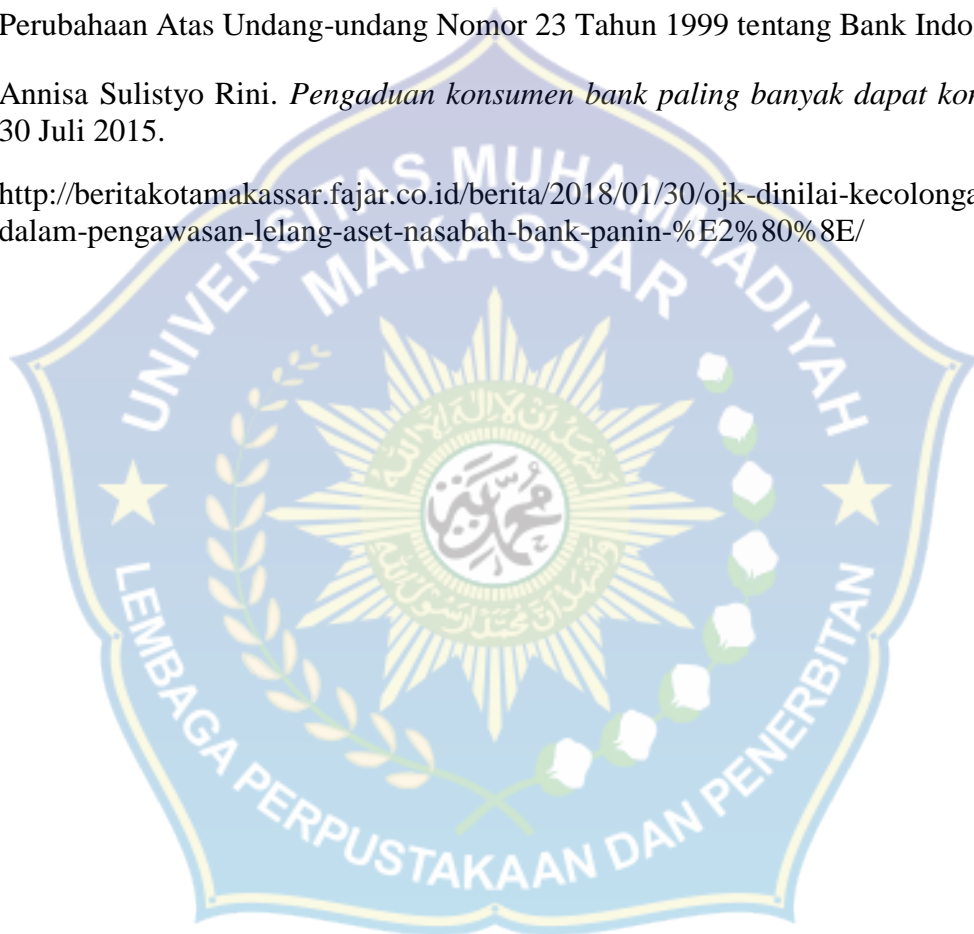 Perubahaan Atas Undang-undang Nomor 23 Tahun 1999 tentang Bank Indo
Annisa Sulistyo Rini. Pengaduan konsumen bank paling banyak dapat kor
30 Juli 2015.
http://beritakotamakassar.fajar.co.id/berita/2018/01/30/ojk-dinilai-kecolonga
dalam-pengawasan-lelang-aset-nasabah-bank-panin-%E2%80%8E/
UNIVERSITAS MUHAMMADIYAH
MAKASSAR
LEMBAGA PERPUSTAKAAN DAN PENERBITAN